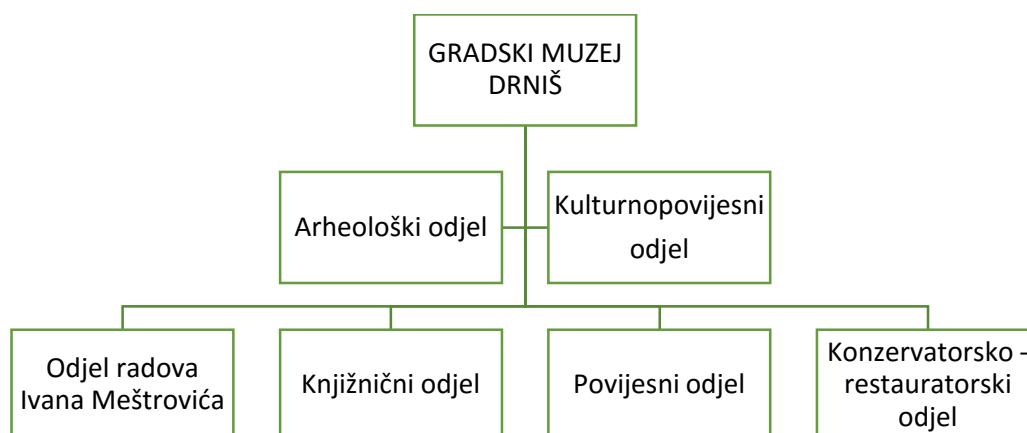 GRADSKI MUZEJ
DRNIŠ
Arheološki odjel
Kulturnopovijesni
odjel
Odjel radova
Ivana Meštrovića
Knjižnični odjel
Povijesni odjel
Konzervatorsko -
restauratorski
odjel